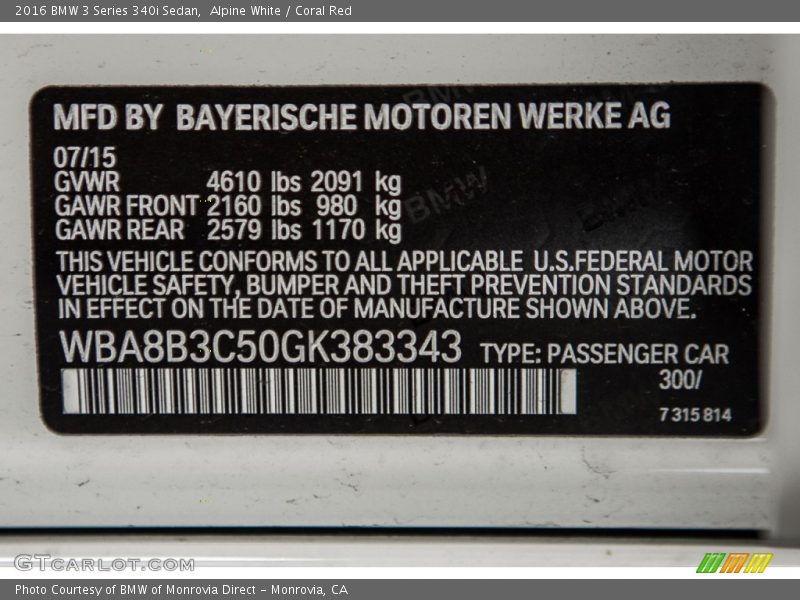 2016 BMW 3 Series 340i Sedan,  Alpine White / Coral Red
MFD BY BAYERISCHE MOTOREN WERKE AG
07/15
GVWR 4610 lbs 2091 kg
GAWR FRONT 2160 lbs 980 kg
GAWR REAR 2579 lbs 1170 kg
THIS VEHICLE CONFORMS TO ALL APPLICABLE U.S.FEDERAL MOTOR
VEHICLE SAFETY, BUMPER AND THEFT PREVENTION STANDARDS
IN EFFECT ON THE DATE OF MANUFACTURE SHOWN ABOVE.
WBA8B3C50GK383343 TYPE: PASSENGER CAR
300/
7 315 814
GTCARLOT.COM
Photo Courtesy of BMW of Monrovia Direct – Monrovia, CA